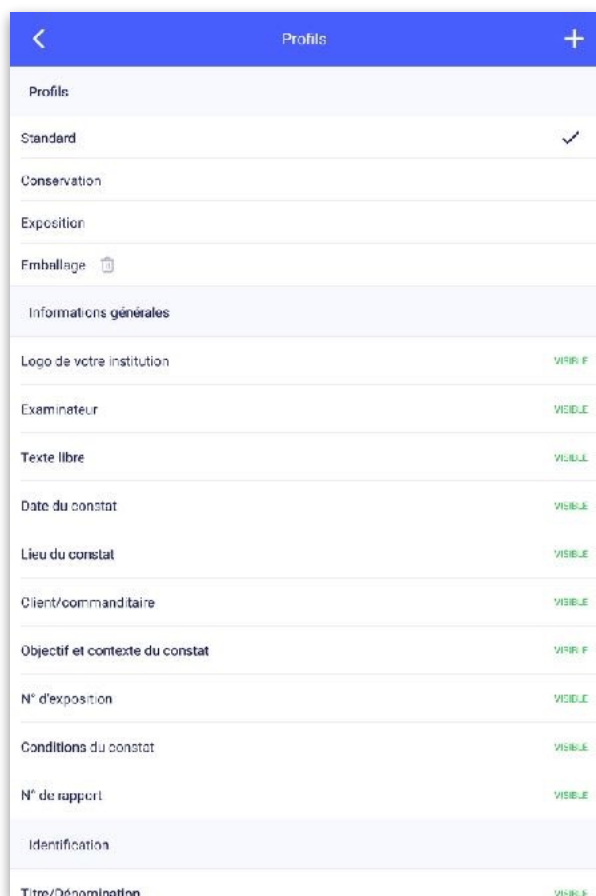 Profils
Profils
Standard
Conservation
Exposition
Emballage
Informations générales
Logo de votre institution VISIBLE
Examinateur VISIBLE
Texte libre VISIBLE
Date du constat VISIBLE
Lieu du constat VISIBLE
Client/commanditaire VISIBLE
Objectif et contexte du constat VISIBLE
N° d'exposition VISIBLE
Conditions du constat VISIBLE
N° de rapport VISIBLE
Identification
Titre/Dénomination VISIBLE